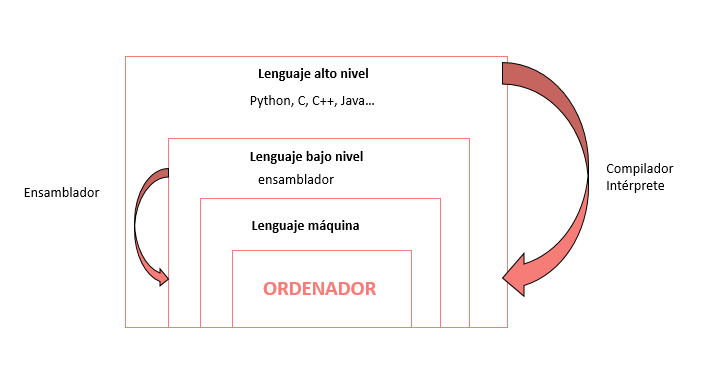 Lenguaje alto nivel
Python, C, C++, Java...
Lenguaje bajo nivel
ensamblador
Lenguaje máquina
ORDENADOR
Ensamblador
Compilador
Intérprete